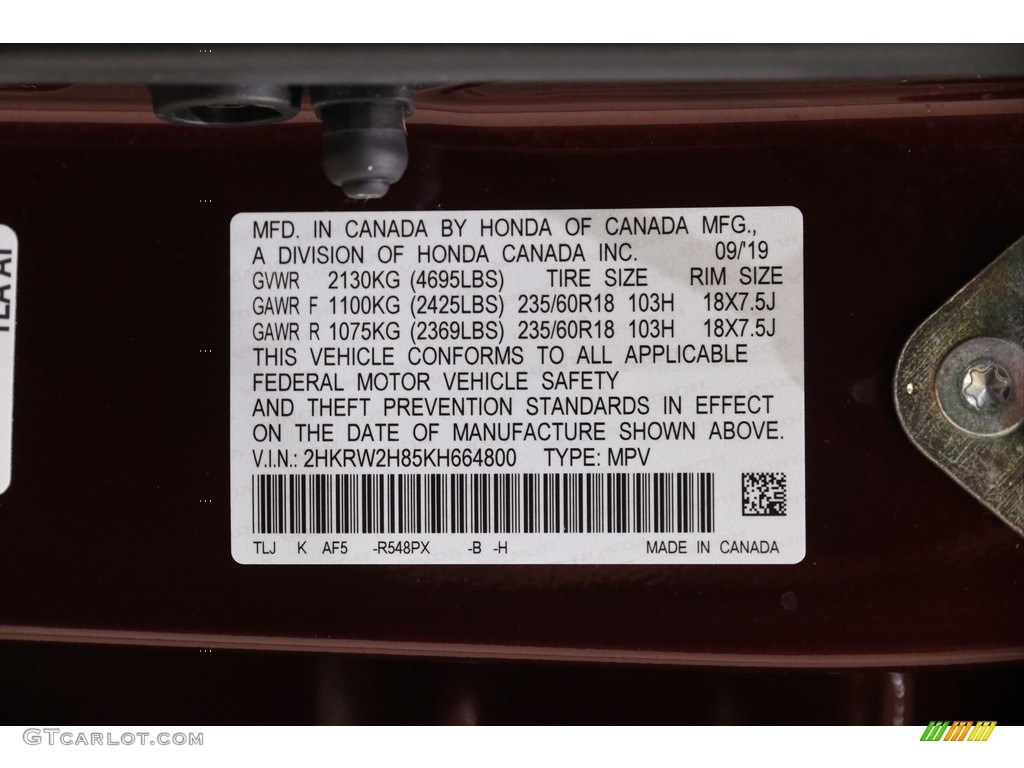 MFD. IN CANADA BY HONDA OF CANADA MFG.,
A DIVISION OF HONDA CANADA INC. 09/'19
GVWR 2130KG (4695LBS) TIRE SIZE RIM SIZE
GAWR F 1100KG (2425LBS) 235/60R18 103H 18X7.5J
GAWR R 1075KG (2369LBS) 235/60R18 103H 18X7.5J
THIS VEHICLE CONFORMS TO ALL APPLICABLE
FEDERAL MOTOR VEHICLE SAFETY
AND THEFT PREVENTION STANDARDS IN EFFECT
ON THE DATE OF MANUFACTURE SHOWN ABOVE.
V.I.N.: 2HKRW2H85KH664800 TYPE: MPV
TLJ K AF5 -R548PX -B -H MADE IN CANADA
GTCARLOT.COM